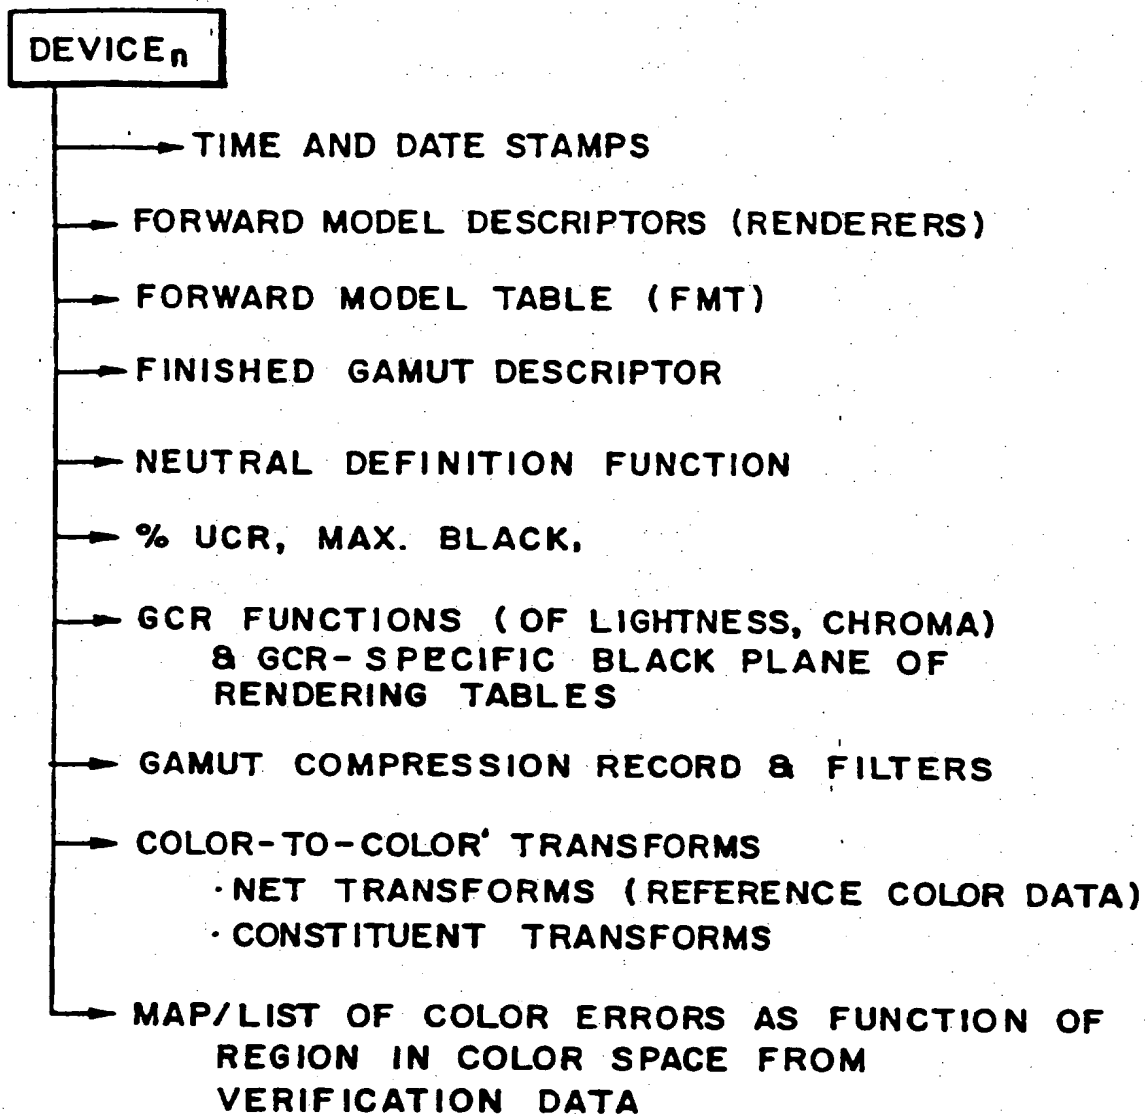 DEVICEn
TIME AND DATE STAMPS
FORWARD MODEL DESCRIPTORS (RENDERERS)
FORWARD MODEL TABLE (FMT)
FINISHED GAMUT DESCRIPTOR
NEUTRAL DEFINITION FUNCTION
% UCR, MAX. BLACK,
GCR FUNCTIONS (OF LIGHTNESS, CHROMA)
& GCR-SPECIFIC BLACK PLANE OF
RENDERING TABLES
GAMUT COMPRESSION RECORD & FILTERS
COLOR-TO-COLOR' TRANSFORMS
· NET TRANSFORMS (REFERENCE COLOR DATA)
· CONSTITUENT TRANSFORMS
MAP/LIST OF COLOR ERRORS AS FUNCTION OF
REGION IN COLOR SPACE FROM
VERIFICATION DATA